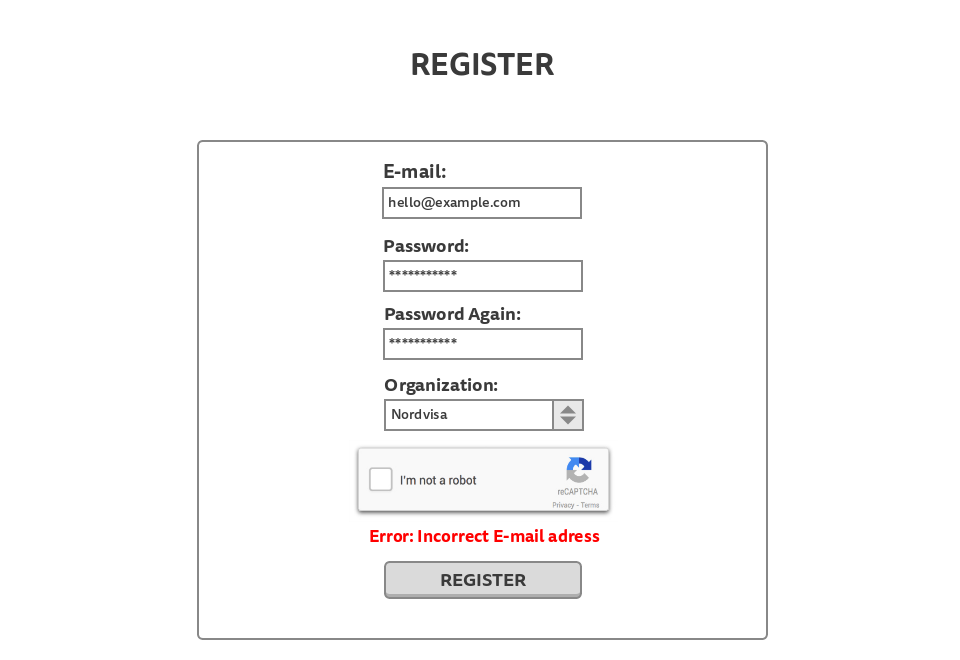 REGISTER
E-mail:
hello@example.com
Password:
***********
Password Again:
***********
Organization:
Nordvisa
I'm not a robot
reCAPTCHA
Privacy - Terms
Error: Incorrect E-mail adress
REGISTER